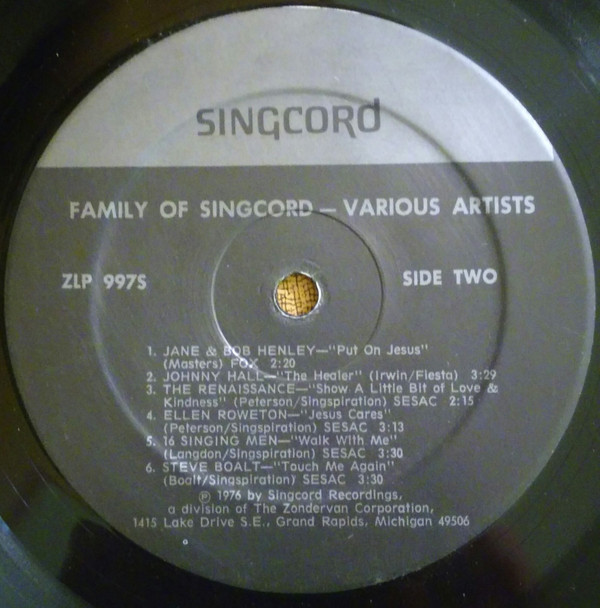 SINGCORD
FAMILY OF SINGCORD — VARIOUS ARTISTS
ZLP 997S
SIDE TWO
1. JANE & BOB HENLEY—"Put On Jesus"
(Masters) FOX 2:20
2. JOHNNY HALL—"The Healer" (Irwin/Fiesta) 3:29
3. THE RENAISSANCE—"Show A Little Bit of Love &
Kindness" (Peterson/Singspiration) SESAC 2:15
4. ELLEN ROWETON—"Jesus Cares"
(Peterson/Singspiration) SESAC 3:13
5. 16 SINGING MEN—"Walk With Me"
(Langdon/Singspiration) SESAC 3:30
6. STEVE BOALT—"Touch Me Again"
(Boalt/Singspiration) SESAC 3:30
℗ 1976 by Singcord Recordings,
a division of The Zondervan Corporation,
1415 Lake Drive S.E., Grand Rapids, Michigan 49506